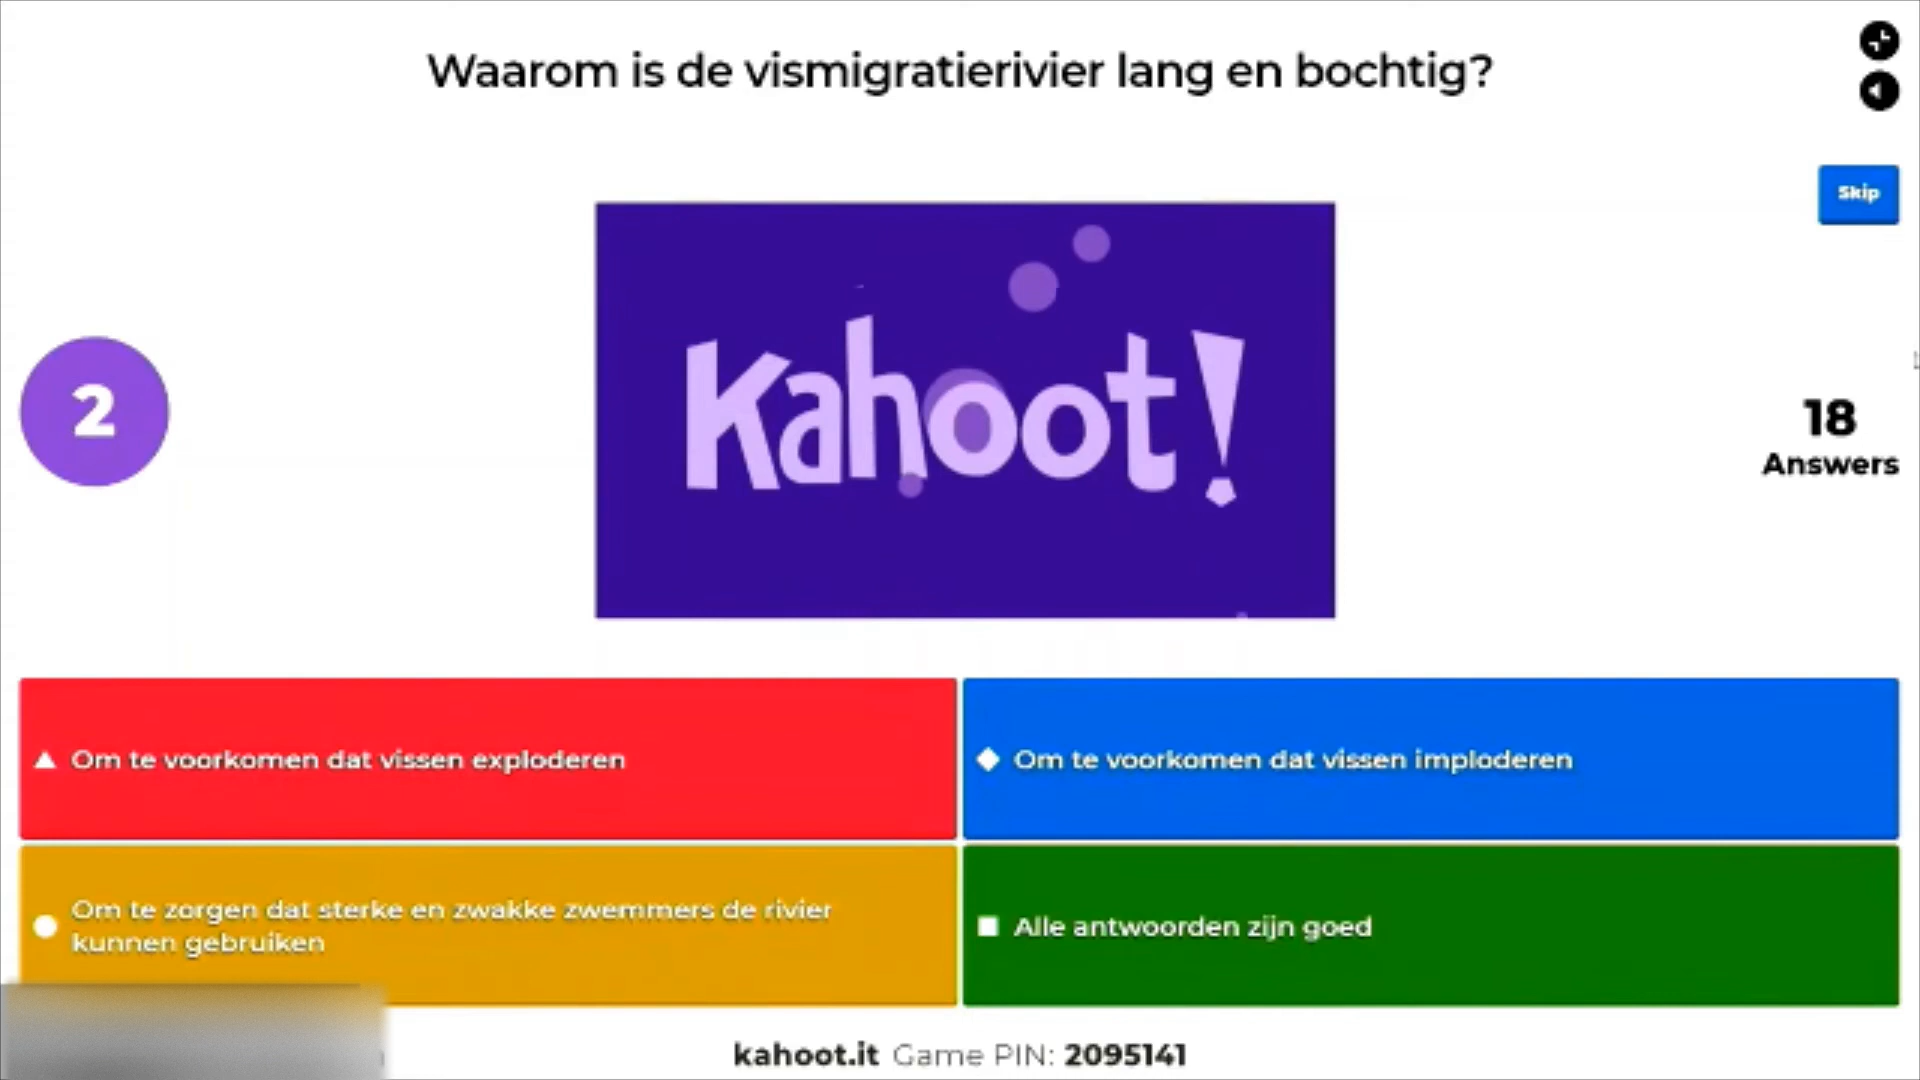 Waarom is de vismigratierivier lang en bochtig?
Skip
Kahoot!
2
18
Answers
Om te voorkomen dat vissen exploderen
Om te voorkomen dat vissen imploderen
Om te zorgen dat sterke en zwakke zwemmers de rivier
kunnen gebruiken
Alle antwoorden zijn goed
kahoot.it Game PIN: 2095141